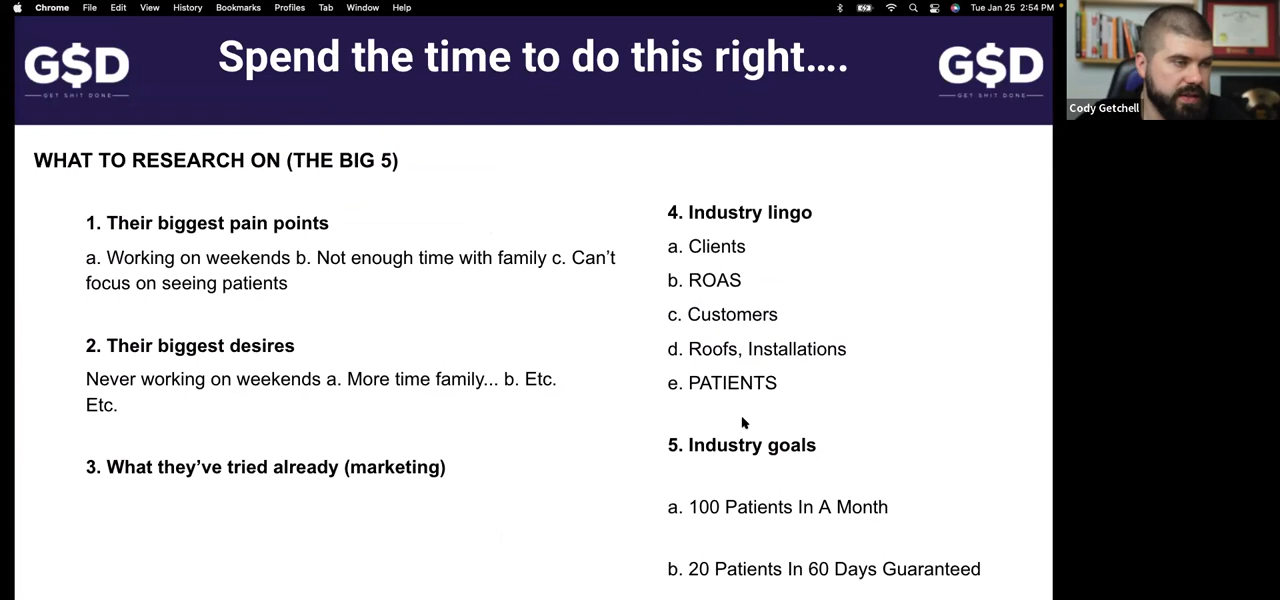 Chrome File Edit View History Bookmarks Profiles Tab Window Help Tue Jan 25 2:54 PM
G$D
GET SHIT DONE
Spend the time to do this right....
G$D
GET SHIT DONE
Cody Getchell
WHAT TO RESEARCH ON (THE BIG 5)
1. Their biggest pain points
a. Working on weekends b. Not enough time with family c. Can't
focus on seeing patients
2. Their biggest desires
Never working on weekends a. More time family... b. Etc.
Etc.
3. What they've tried already (marketing)
4. Industry lingo
a. Clients
b. ROAS
c. Customers
d. Roofs, Installations
e. PATIENTS
5. Industry goals
a. 100 Patients In A Month
b. 20 Patients In 60 Days Guaranteed